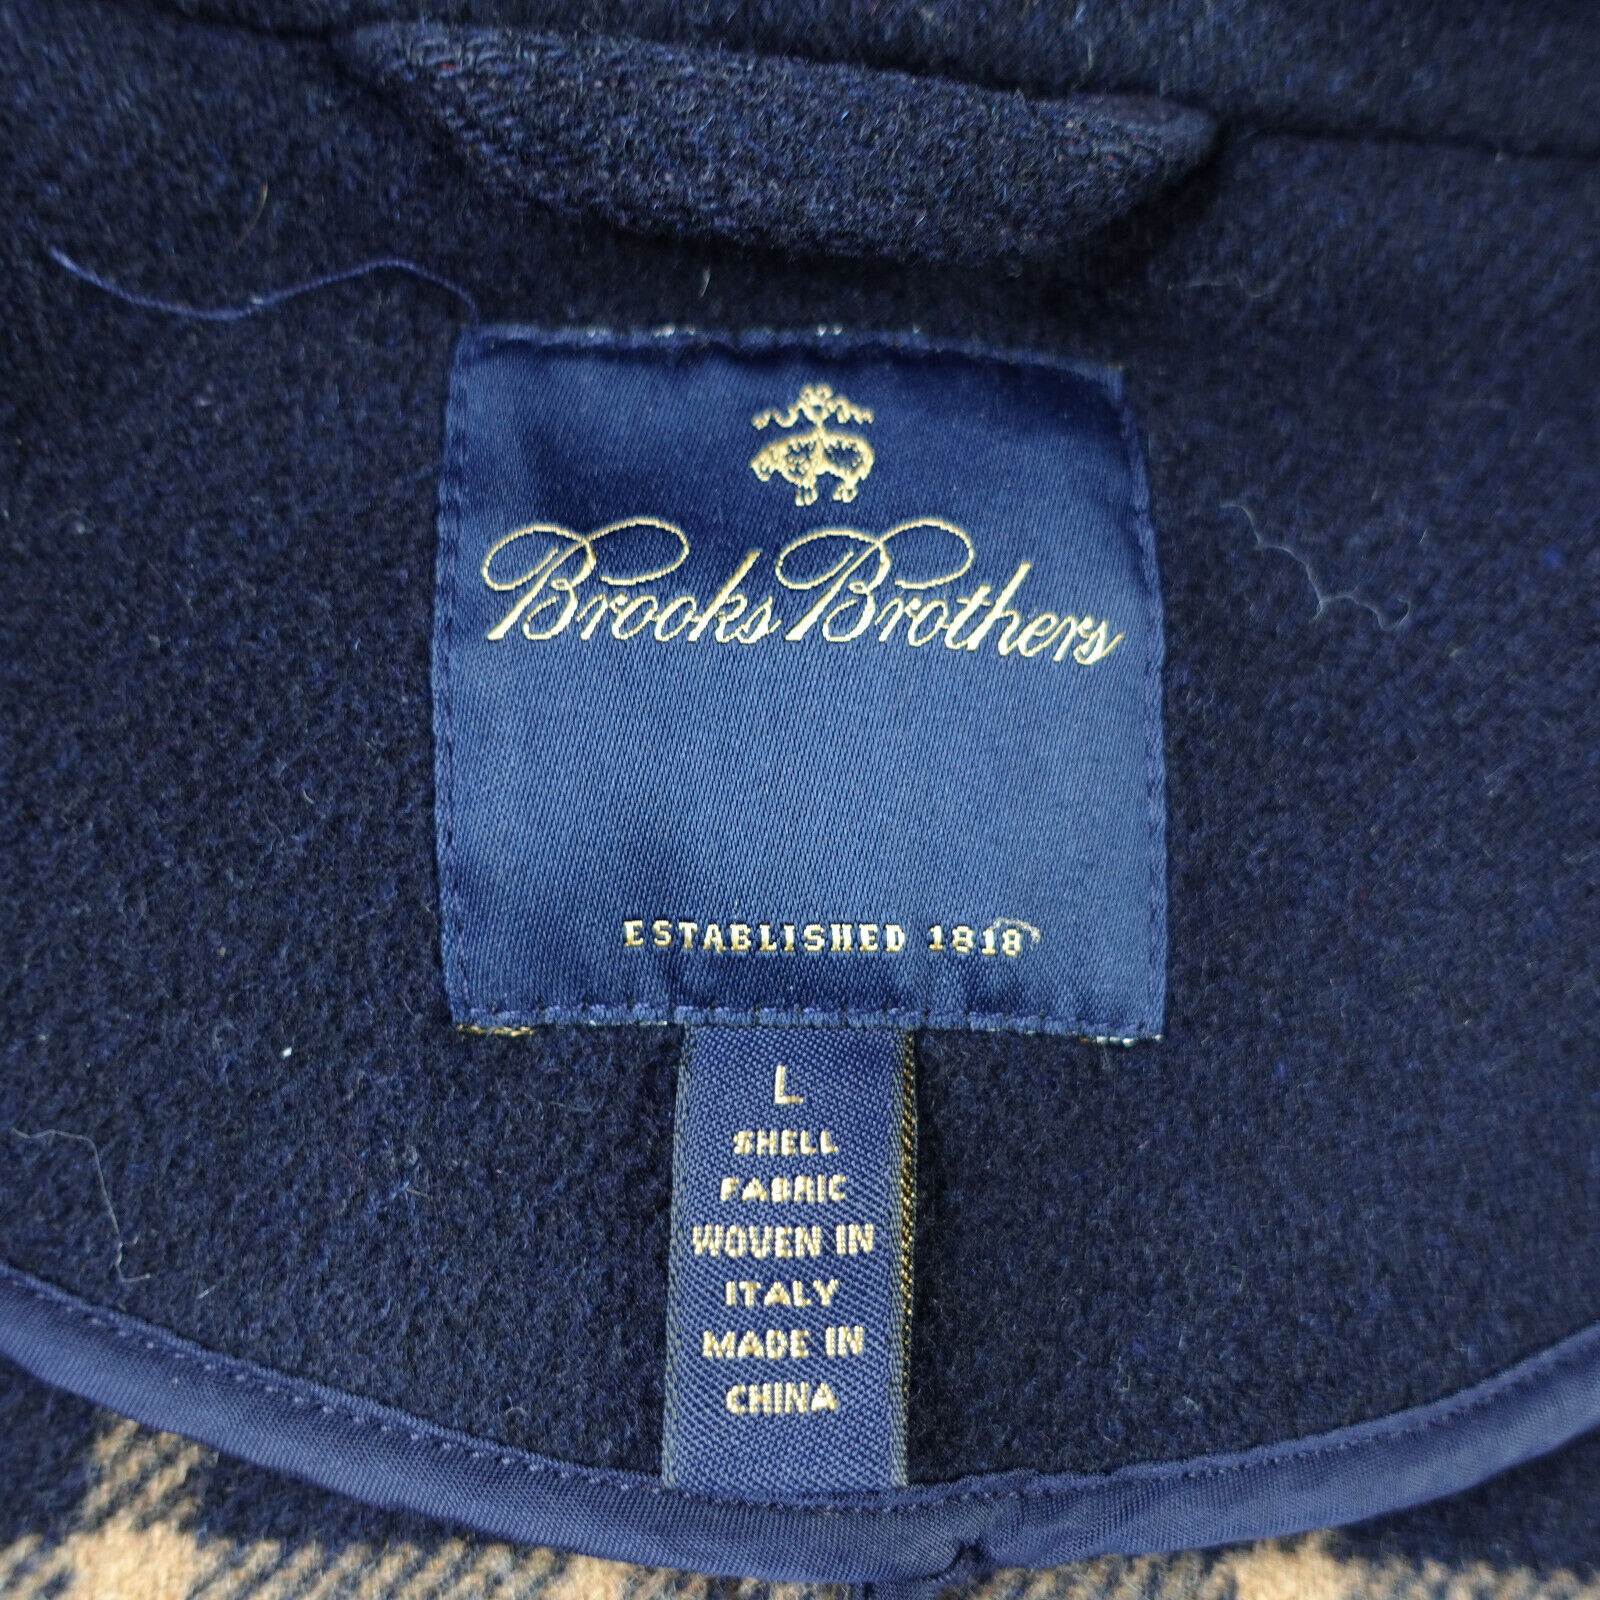 Brooks Brothers
ESTABLISHED 1818
L
SHELL
FABRIC
WOVEN IN
ITALY
MADE IN
CHINA